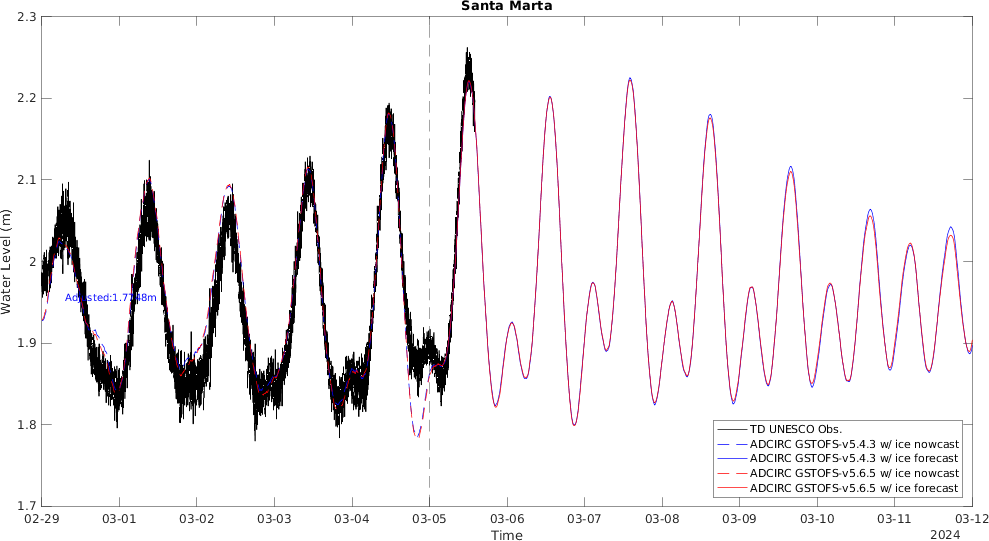 Santa Marta
2.3
2.2
2.1
2
1.9
1.8
1.7
Water Level (m)
Adjusted:1.7748m
TD UNESCO Obs.
ADCIRC GSTOFS-v5.4.3 w/ ice nowcast
ADCIRC GSTOFS-v5.4.3 w/ ice forecast
ADCIRC GSTOFS-v5.6.5 w/ ice nowcast
ADCIRC GSTOFS-v5.6.5 w/ ice forecast
02-29 03-01 03-02 03-03 03-04 03-05 03-06 03-07 03-08 03-09 03-10 03-11 03-12
Time
2024